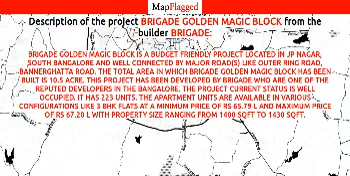 MapFlagged
Description of the project BRIGADE GOLDEN MAGIC BLOCK from the
builder BRIGADE:
BRIGADE GOLDEN MAGIC BLOCK IS A BUDGET FRIENDLY PROJECT LOCATED IN JP NAGAR,
SOUTH BANGALORE AND WELL CONNECTED BY MAJOR ROAD(S) LIKE OUTER RING ROAD,
BANNERGHATTA ROAD. THE TOTAL AREA IN WHICH BRIGADE GOLDEN MAGIC BLOCK HAS BEEN
BUILT IS 10.5 ACRE. THIS PROJECT HAS BEEN DEVELOPED BY BRIGADE WHO ARE ONE OF THE
REPUTED DEVELOPERS IN THE BANGALORE. THE PROJECT CURRENT STATUS IS WELL
OCCUPIED. IT HAS 223 UNITS. THE APARTMENT UNITS ARE AVAILABLE IN VARIOUS
CONFIGURATIONS LIKE 3 BHK FLATS AT A MINIMUM PRICE OF RS 65.79 L AND MAXIMUM PRICE
OF RS 67.20 L WITH PROPERTY SIZE RANGING FROM 1400 SQFT TO 1430 SQFT.